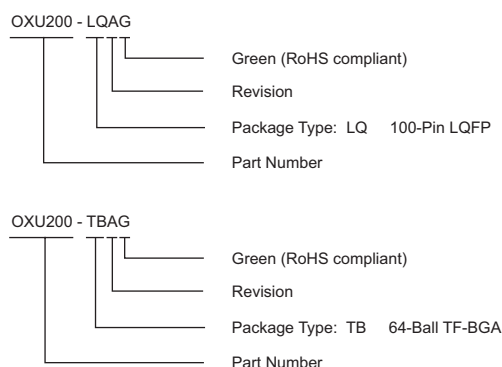 OXU200 - LQAG
Green (RoHS compliant)
Revision
Package Type: LQ 100-Pin LQFP
Part Number
OXU200 - TBAG
Green (RoHS compliant)
Revision
Package Type: TB 64-Ball TF-BGA
Part Number